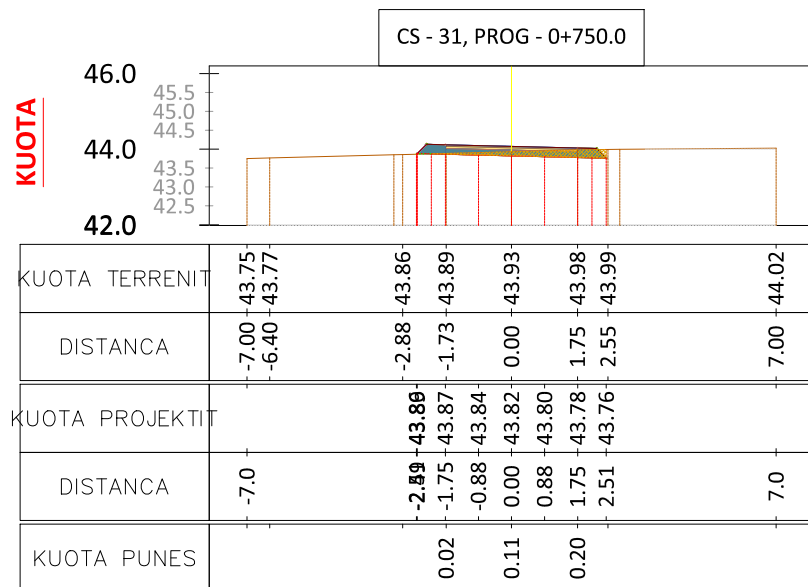 CS - 31, PROG - 0+750.0
KUOTA
46.0
45.5
45.0
44.5
44.0
43.5
43.0
42.5
42.0
KUOTA TERRENIT 43.75 43.77 43.86 43.89 43.93 43.98 43.99 44.02
DISTANCA -7.00 -6.40 -2.88 -1.73 0.00 1.75 2.55 7.00
KUOTA PROJEKTIT 43.87 43.84 43.82 43.80 43.78 43.76
DISTANCA -7.0 -1.75 -0.88 0.00 0.88 1.75 2.51 7.0
KUOTA PUNES 0.02 0.11 0.20